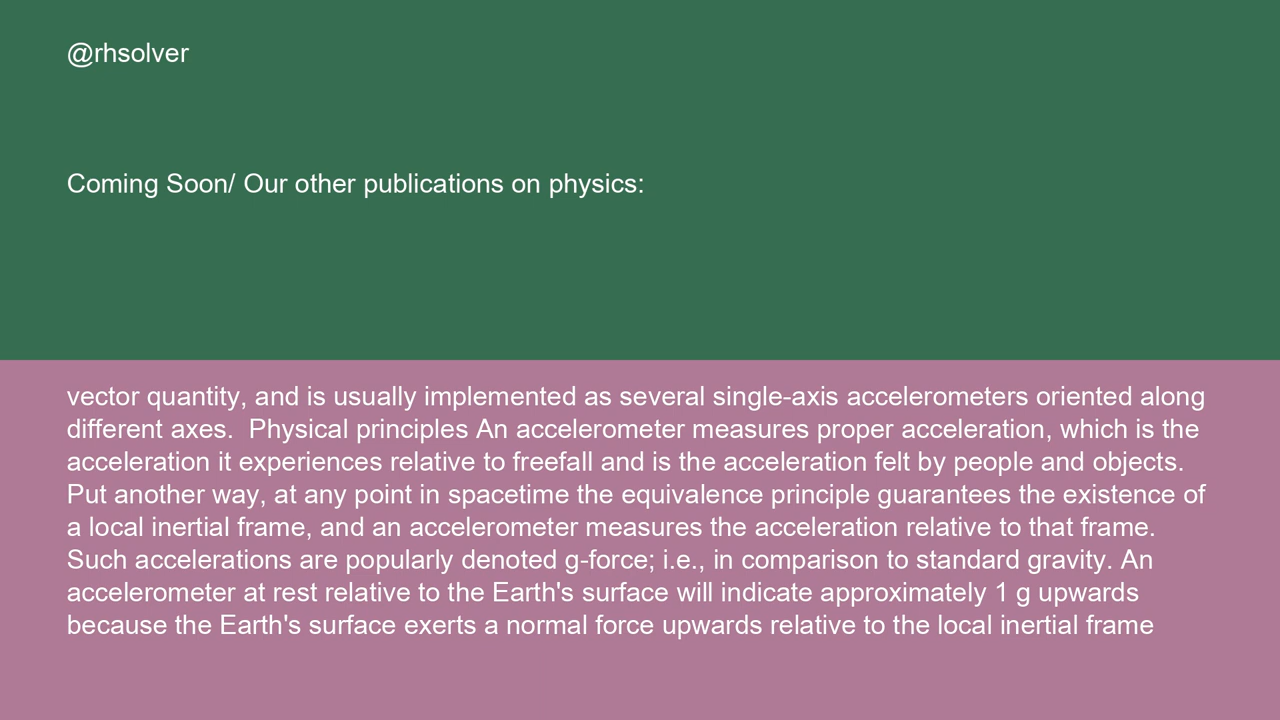 @rhsolver
Coming Soon/ Our other publications on physics:
vector quantity, and is usually implemented as several single-axis accelerometers oriented along
different axes.  Physical principles An accelerometer measures proper acceleration, which is the
acceleration it experiences relative to freefall and is the acceleration felt by people and objects.
Put another way, at any point in spacetime the equivalence principle guarantees the existence of
a local inertial frame, and an accelerometer measures the acceleration relative to that frame.
Such accelerations are popularly denoted g-force; i.e., in comparison to standard gravity. An
accelerometer at rest relative to the Earth's surface will indicate approximately 1 g upwards
because the Earth's surface exerts a normal force upwards relative to the local inertial frame